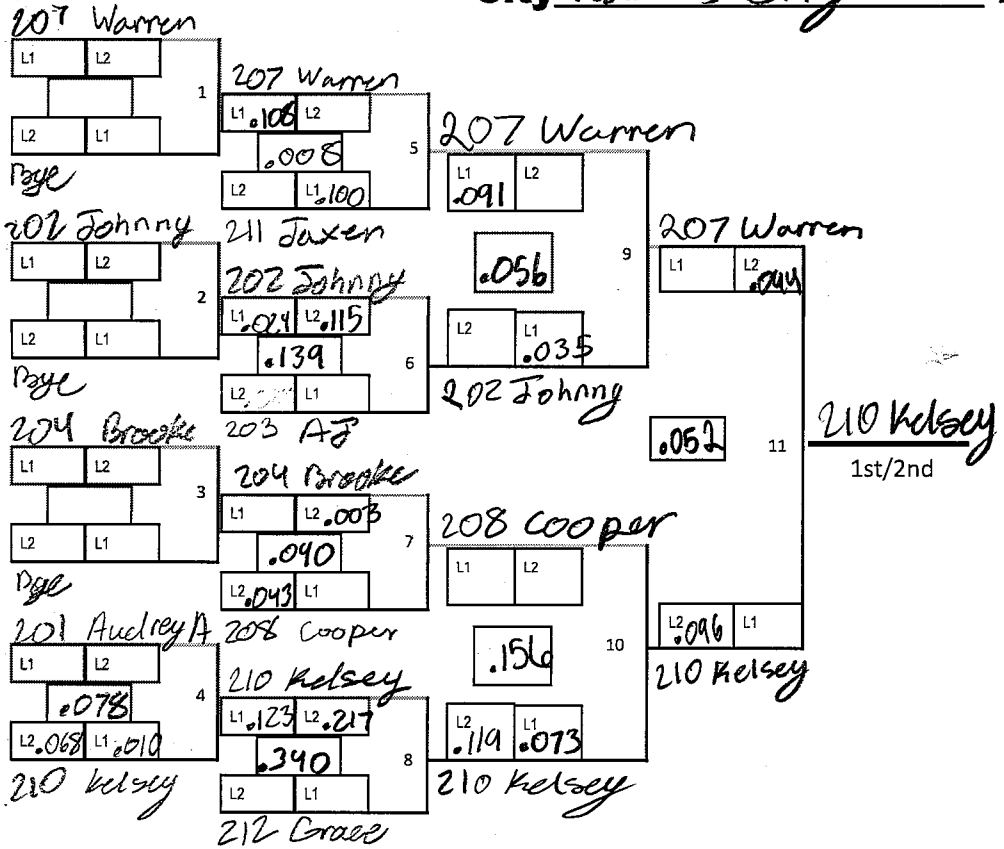 City
207 Warren
L1 L2
1
L2 L1
Bye
202 Johnny
L1 L2
2
L2 L1
Bye
204 Brooke
L1 L2
3
L2 L1
Bye
201 Audrey A
L1 L2
.078
4
L2 .068 L1 .010
210 Kelsey
207 Warren
L1 .108 L2
.008
5
L2 L1 .100
211 Jaxen
202 Johnny
L1 .024 L2 .115
.139
6
L2 L1
203 AJ
204 Brooke
L1 L2 .003
.040
7
L2 .043 L1
208 Cooper
210 Kelsey
L1 .123 L2 .217
.340
8
L2 L1
212 Grace
207 Warren
L1 .091 L2
.056
9
L2 L1 .035
202 Johnny
208 Cooper
L1 L2
.156
10
L2 .119 L1 .073
210 Kelsey
207 Warren
L1 L2 .044
.052
11
L2 .096 L1
210 Kelsey
210 Kelsey
1st/2nd